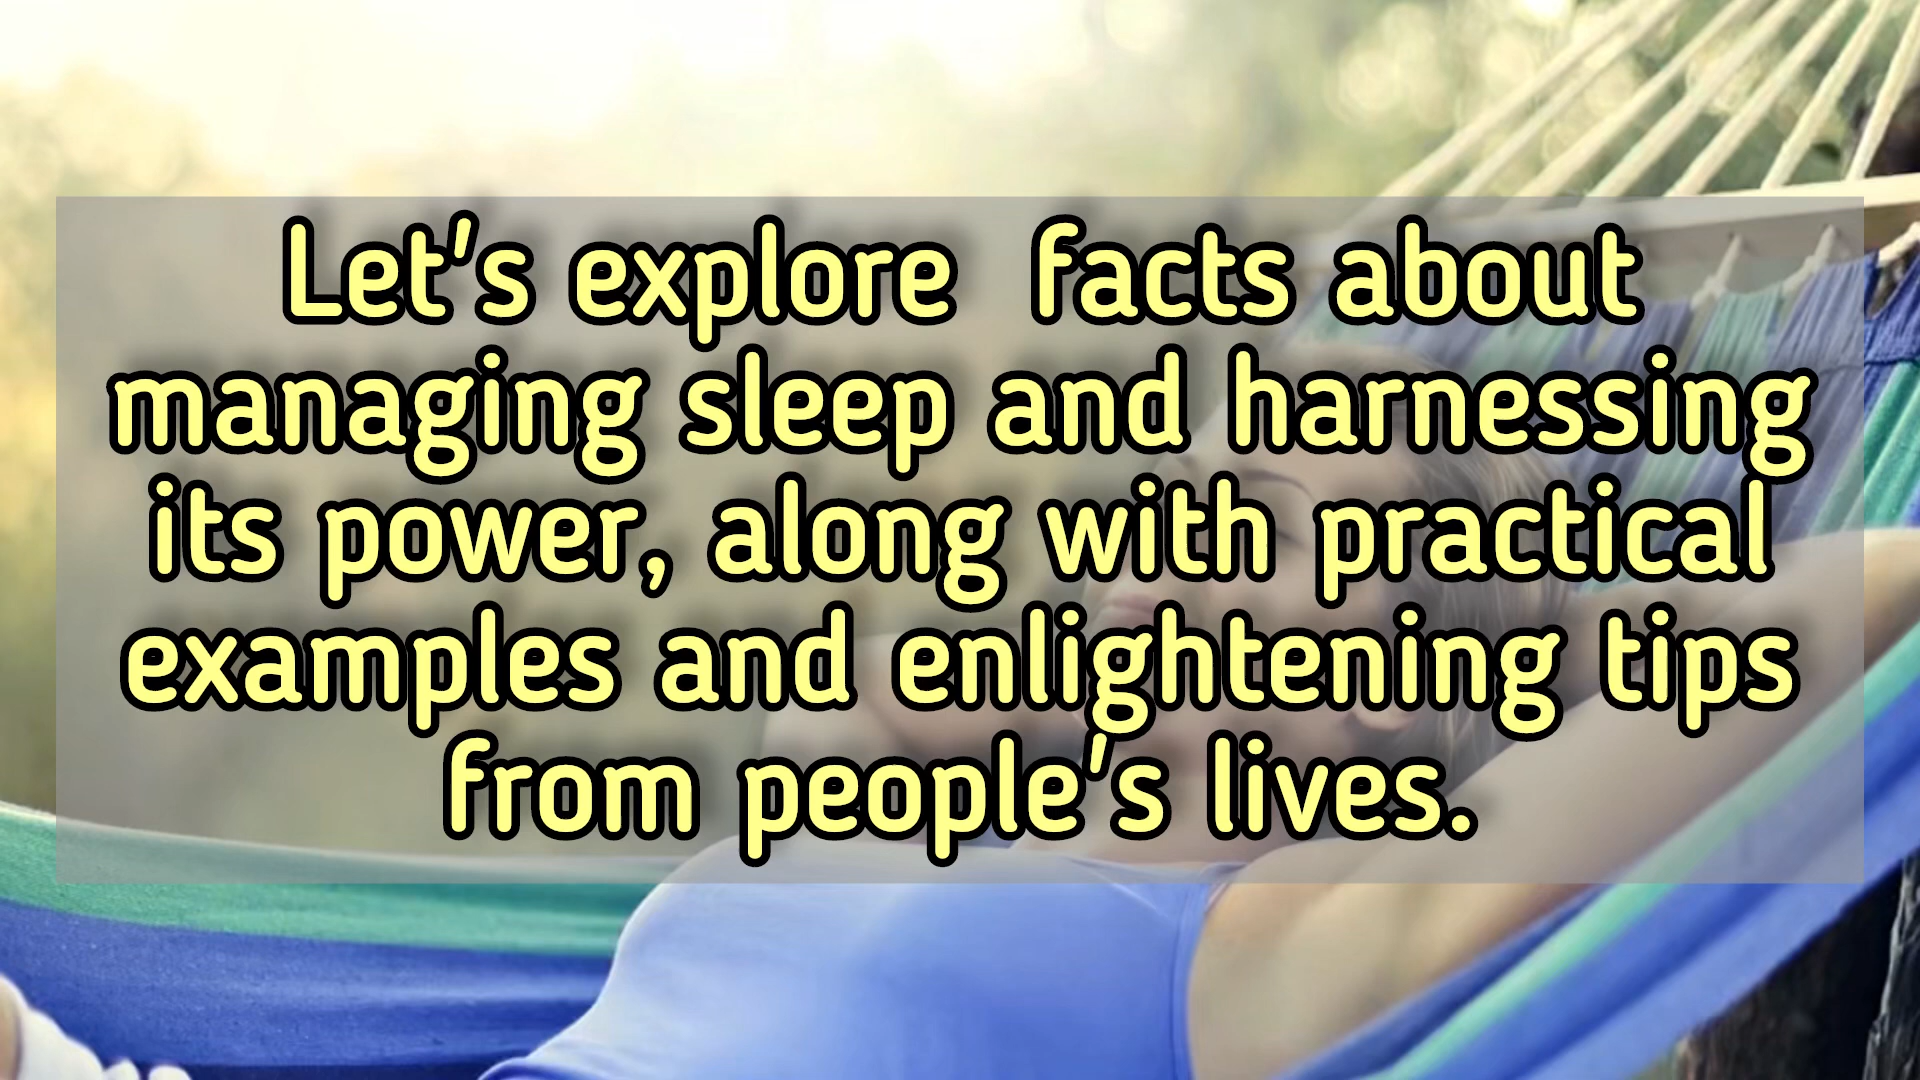 Let's explore  facts about
managing sleep and harnessing
its power, along with practical
examples and enlightening tips
from people's lives.